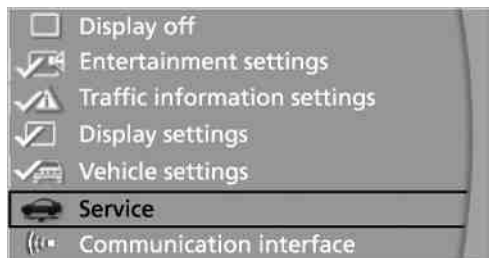 Display off
Entertainment settings
Traffic information settings
Display settings
Vehicle settings
Service
Communication interface